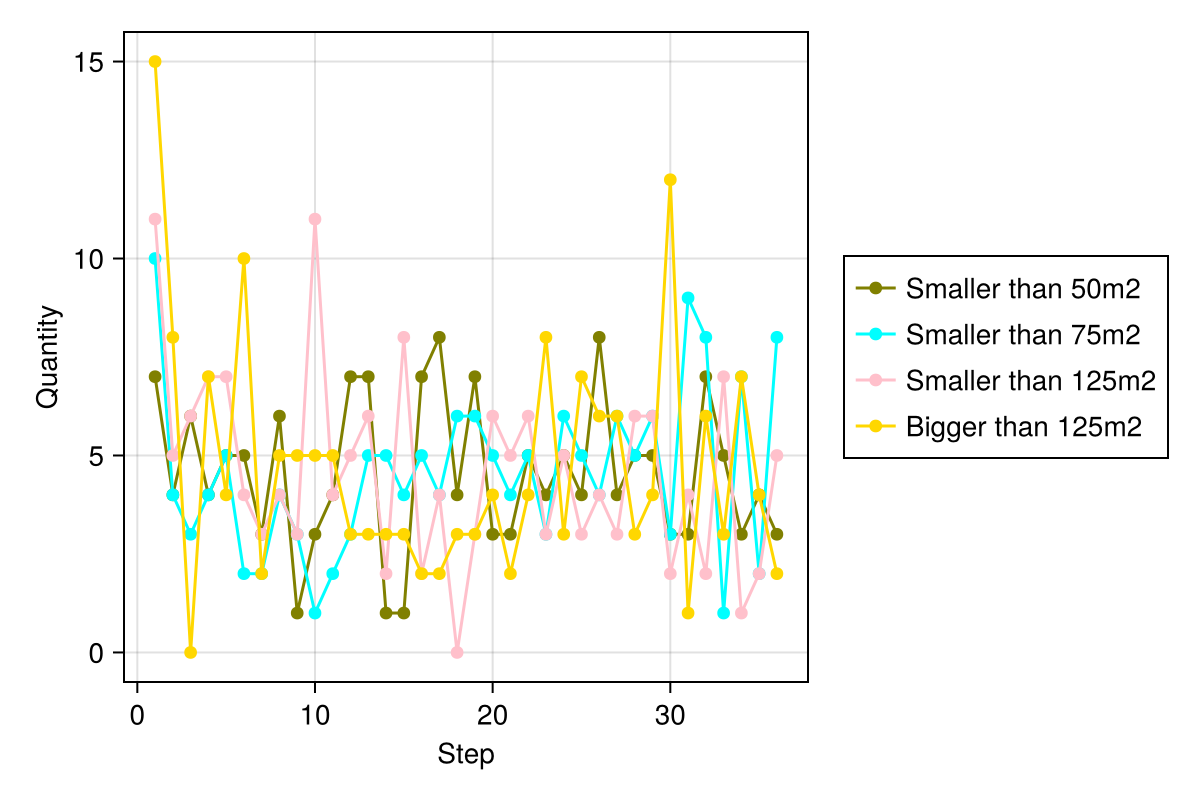 15
10
5
0
Quantity
0 10 20 30
Step
Smaller than 50m2
Smaller than 75m2
Smaller than 125m2
Bigger than 125m2